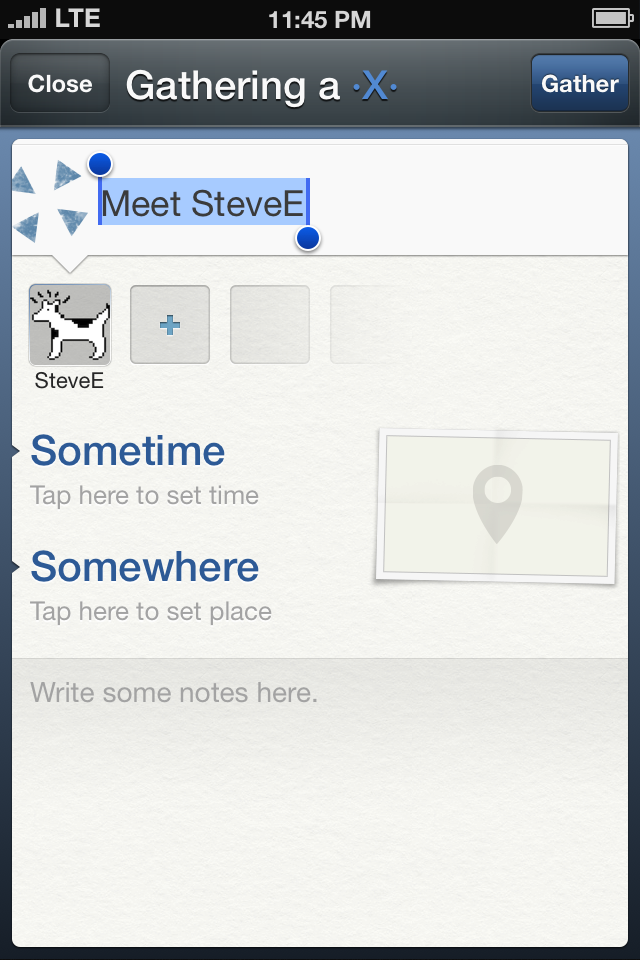 LTE 11:45 PM
Close Gathering a ·X· Gather
Meet SteveE
SteveE
Sometime
Tap here to set time
Somewhere
Tap here to set place
Write some notes here.